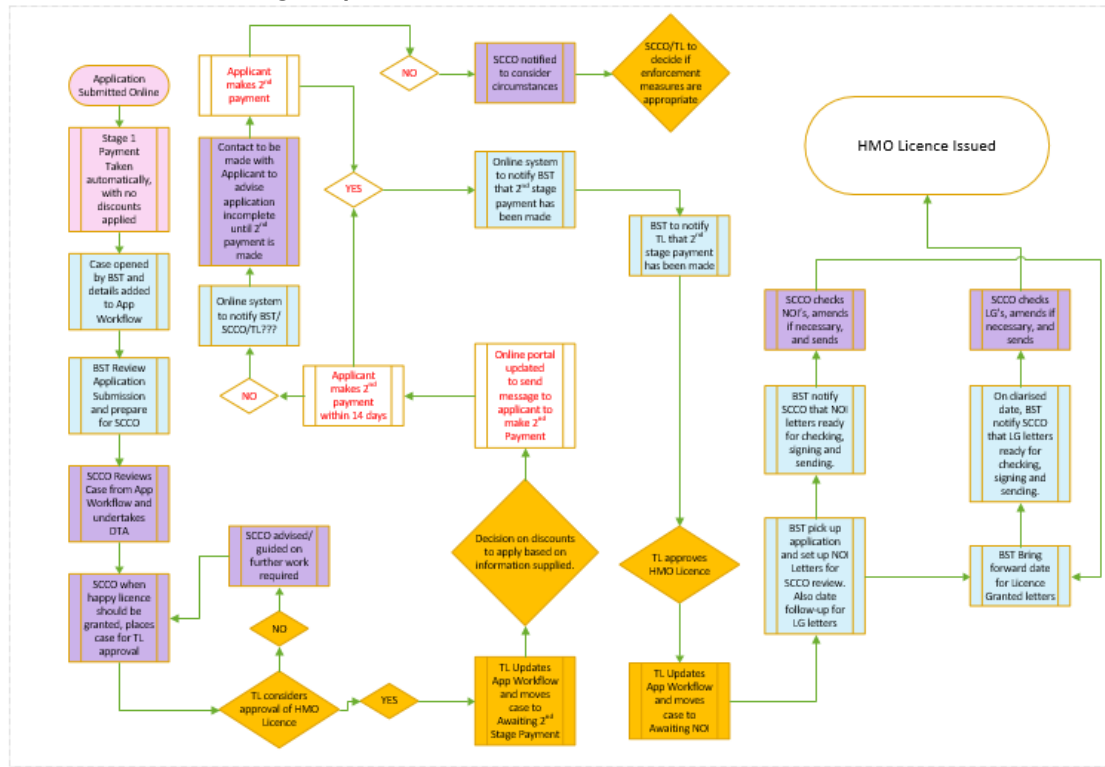 Application
Submitted Online
Stage 1
Payment
Taken
automatically,
with no
discounts
applied
Case opened
by BST and
details added
to App
Workflow
BST Review
Application
Submission
and prepare
for SCCO
SCCO Reviews
Case from App
Workflow and
undertakes
DTA
SCCO when
happy licence
should be
granted, places
case for TL
approval
SCCO advised/
guided on
further work
required
NO
TL considers
approval of HMO
Licence
YES
TL Updates
App Workflow
and moves
case to
Awaiting 2nd
Stage Payment
Decision on discounts
to apply based on
information supplied.
Online portal
updated
to send
message to
applicant to
make 2nd
Payment
Applicant
makes 2nd
payment
within 14 days
NO
Online system
to notify BST/
SCCO/TL???
Contact to be
made with
Applicant to
advise
application
incomplete
until 2nd
payment is
made
Applicant
makes 2nd
payment
NO
SCCO notified
to consider
circumstances
SCCO/TL to
decide if
enforcement
measures are
appropriate
YES
Online system
to notify BST
that 2nd stage
payment has
been made
BST to notify
TL that 2nd
stage payment
has been made
TL approves
HMO Licence
TL Updates
App Workflow
and moves
case to
Awaiting NOI
BST pick up
application
and set up NOI
Letters for
SCCO review.
Also date
follow-up for
LG letters
BST notify
SCCO that NOI
letters ready
for checking,
signing and
sending.
SCCO checks
NOI's, amends
if necessary,
and sends
BST Bring
forward date
for Licence
Granted letters
On diarised
date, BST
notify SCCO
that LG letters
ready for
checking,
signing and
sending.
SCCO checks
LG's, amends if
necessary, and
sends
HMO Licence Issued